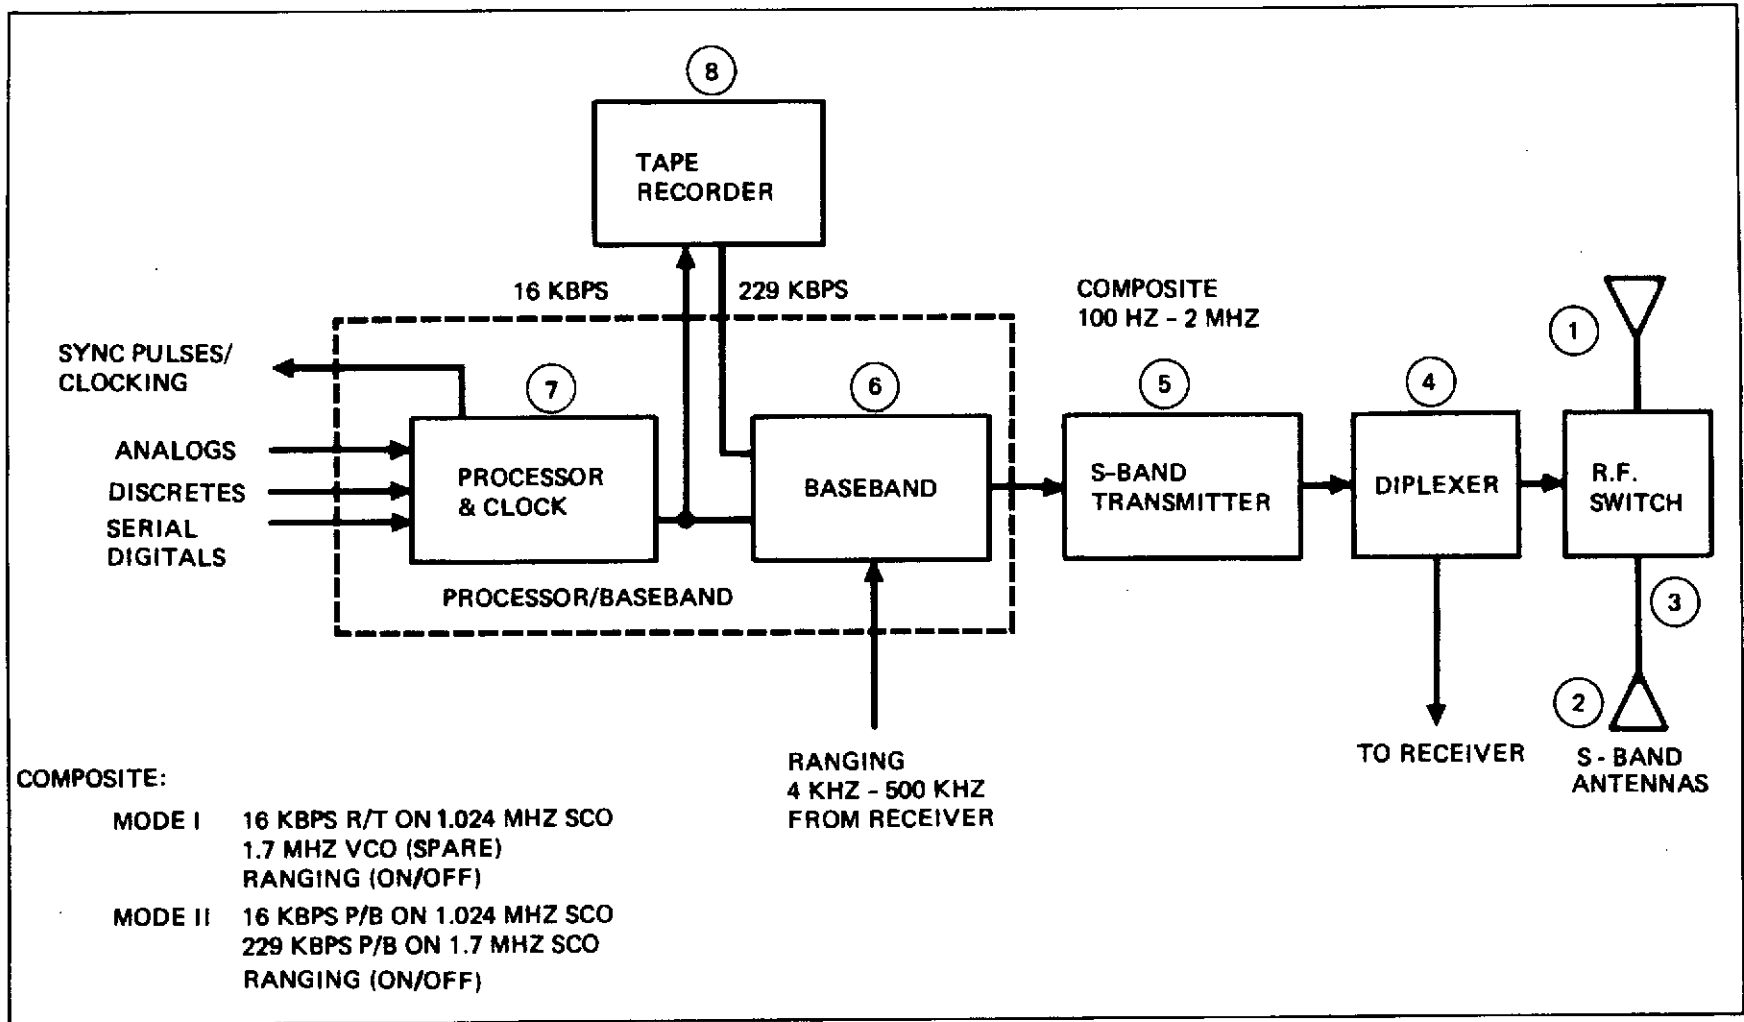 8
TAPE
RECORDER
16 KBPS
229 KBPS
COMPOSITE
100 HZ - 2 MHZ
1
SYNC PULSES/
CLOCKING
7
6
5
4
ANALOGS
DISCRETES
SERIAL
DIGITALS
PROCESSOR
& CLOCK
BASEBAND
S-BAND
TRANSMITTER
DIPLEXER
R.F.
SWITCH
PROCESSOR/BASEBAND
3
2
RANGING
4 KHZ - 500 KHZ
FROM RECEIVER
TO RECEIVER
S - BAND
ANTENNAS
COMPOSITE:
MODE I 16 KBPS R/T ON 1.024 MHZ SCO
1.7 MHZ VCO (SPARE)
RANGING (ON/OFF)
MODE II 16 KBPS P/B ON 1.024 MHZ SCO
229 KBPS P/B ON 1.7 MHZ SCO
RANGING (ON/OFF)